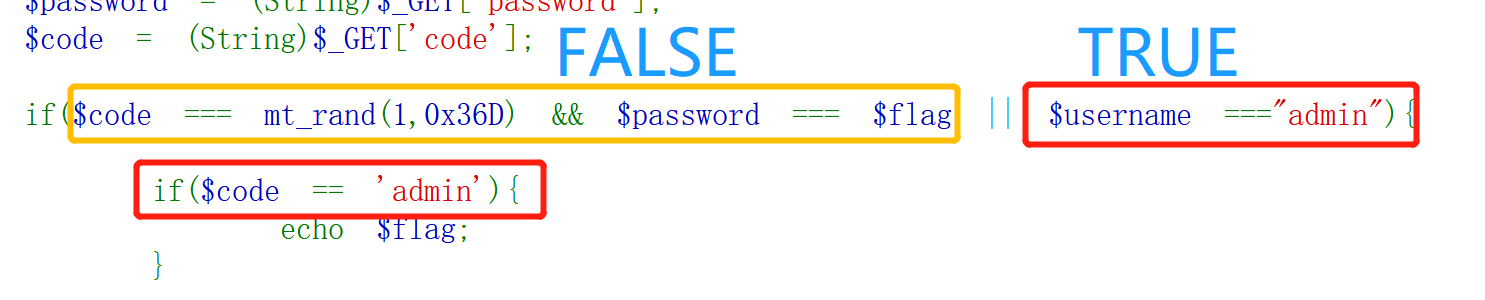 $password = (String)$_GET['password'];
$code = (String)$_GET['code'];
FALSE TRUE
if($code === mt_rand(1,0x36D) && $password === $flag || $username ==="admin"){
if($code == 'admin'){
echo $flag;
}